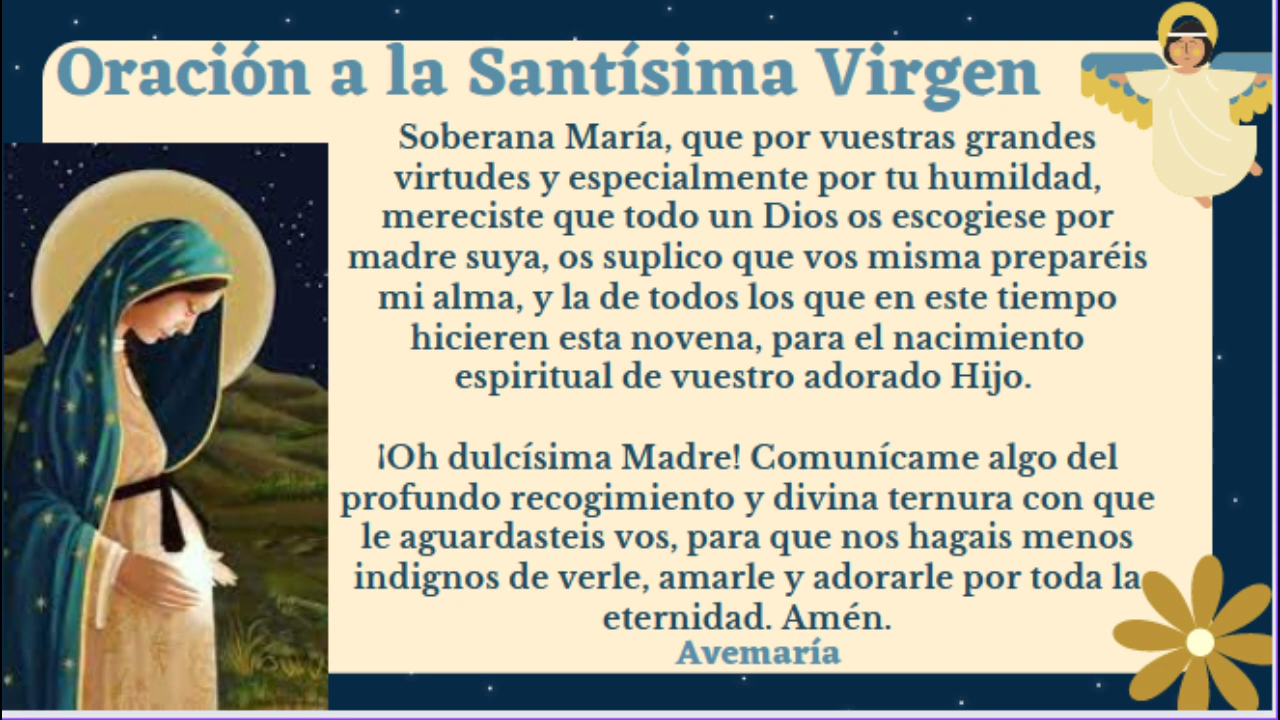 Oración a la Santísima Virgen
Soberana María, que por vuestras grandes
virtudes y especialmente por tu humildad,
mereciste que todo un Dios os escogiese por
madre suya, os suplico que vos misma preparéis
mi alma, y la de todos los que en este tiempo
hicieren esta novena, para el nacimiento
espiritual de vuestro adorado Hijo.
¡Oh dulcísima Madre! Comunícame algo del
profundo recogimiento y divina ternura con que
le aguardasteis vos, para que nos hagais menos
indignos de verle, amarle y adorarle por toda la
eternidad. Amén.
Avemaría